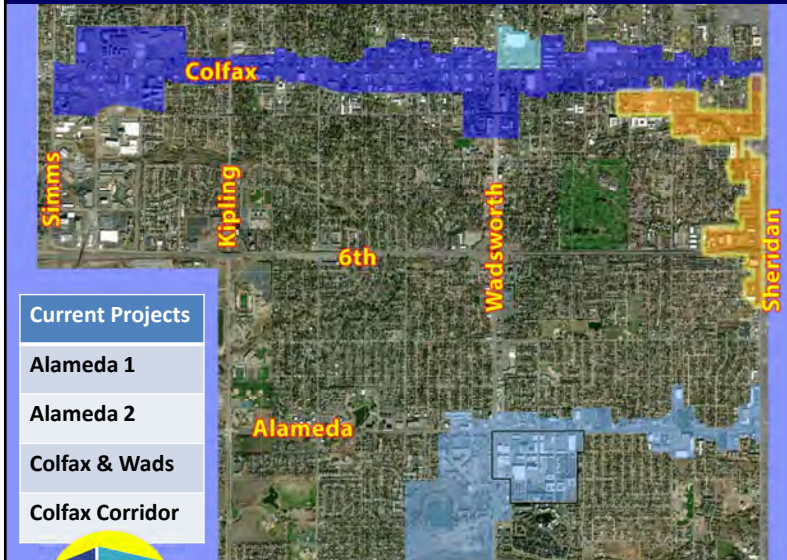 Colfax
Simms
Kipling
Wadsworth
6th
Sheridan
Current Projects
Alameda 1
Alameda 2
Colfax & Wads
Colfax Corridor
Alameda